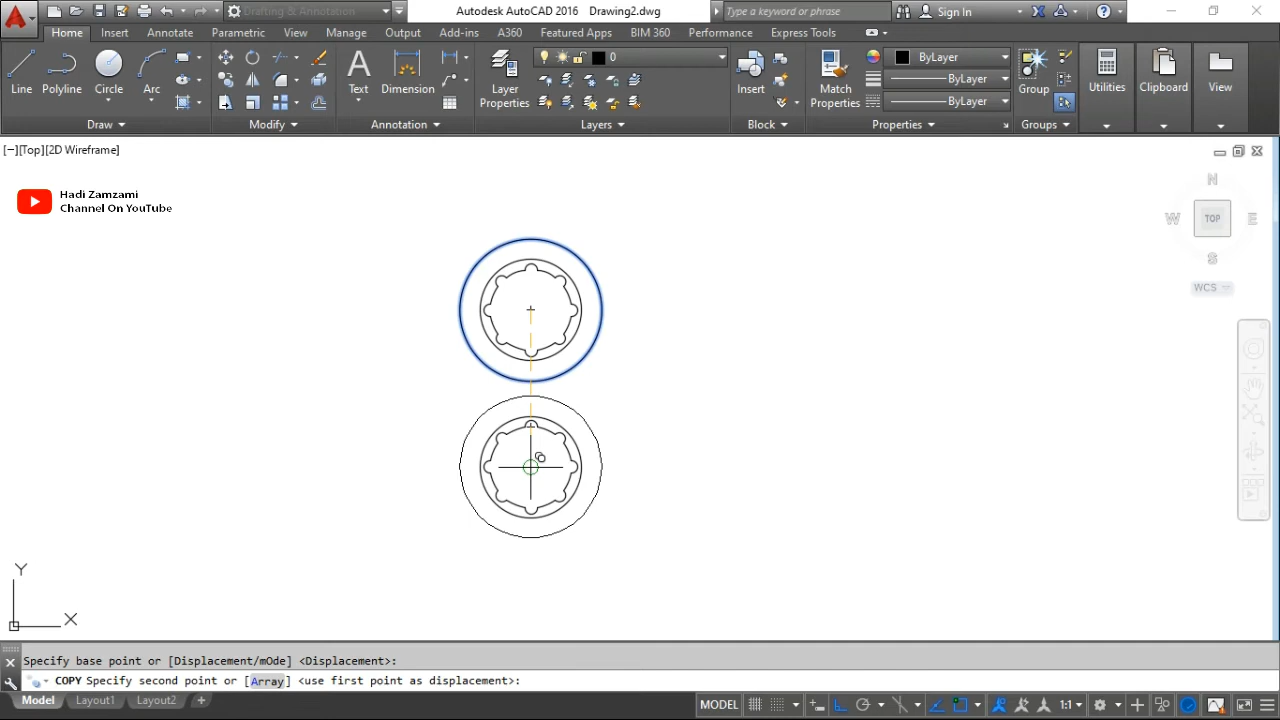 Drafting & Annotation
Autodesk AutoCAD 2016 Drawing2.dwg
Type a keyword or phrase
Sign In
Home Insert Annotate Parametric View Manage Output Add-ins A360 Featured Apps BIM 360 Performance Express Tools
0
ByLayer
Line Polyline Circle Arc
Text Dimension
Layer Properties
Insert
Match Properties
ByLayer
ByLayer
Group
Utilities Clipboard View
Draw Modify Annotation Layers Block Properties Groups
[−][Top][2D Wireframe]
Hadi Zamzami
Channel On YouTube
N
W TOP E
S
WCS
Y
X
Specify base point or [Displacement/mOde] <Displacement>:
COPY Specify second point or [Array] <use first point as displacement>:
Model Layout1 Layout2 +
MODEL 1:1